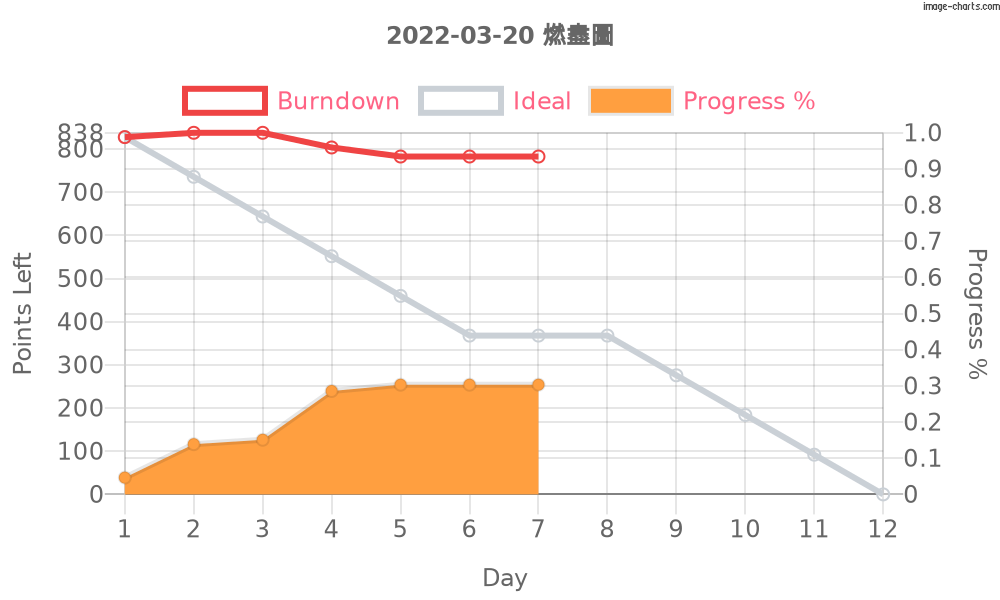 image-charts.com
2022-03-20 燃盡圖
Burndown Ideal Progress %
838 1.0
800 0.9
700 0.8
600 0.7
500 0.6
400 0.5
300 0.4
200 0.3
100 0.2
0 0.1
0
Points Left
Progress %
1 2 3 4 5 6 7 8 9 10 11 12
Day